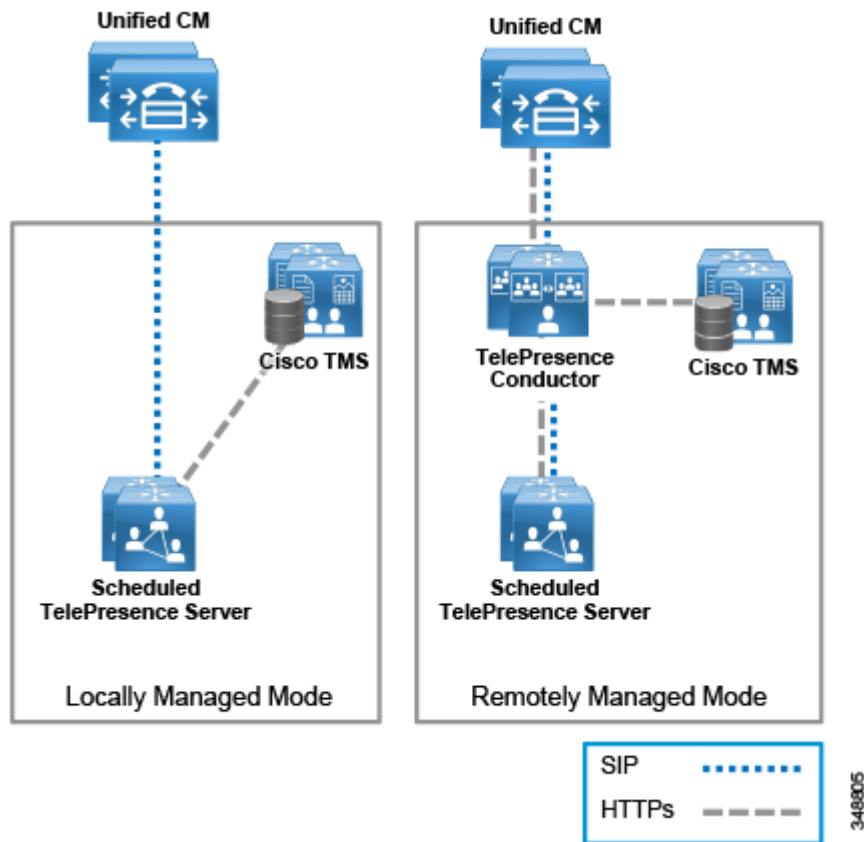 Unified CM
Unified CM
Cisco TMS
TelePresence
Conductor
Cisco TMS
Scheduled
TelePresence Server
Scheduled
TelePresence Server
Locally Managed Mode
Remotely Managed Mode
SIP
HTTPs
348805